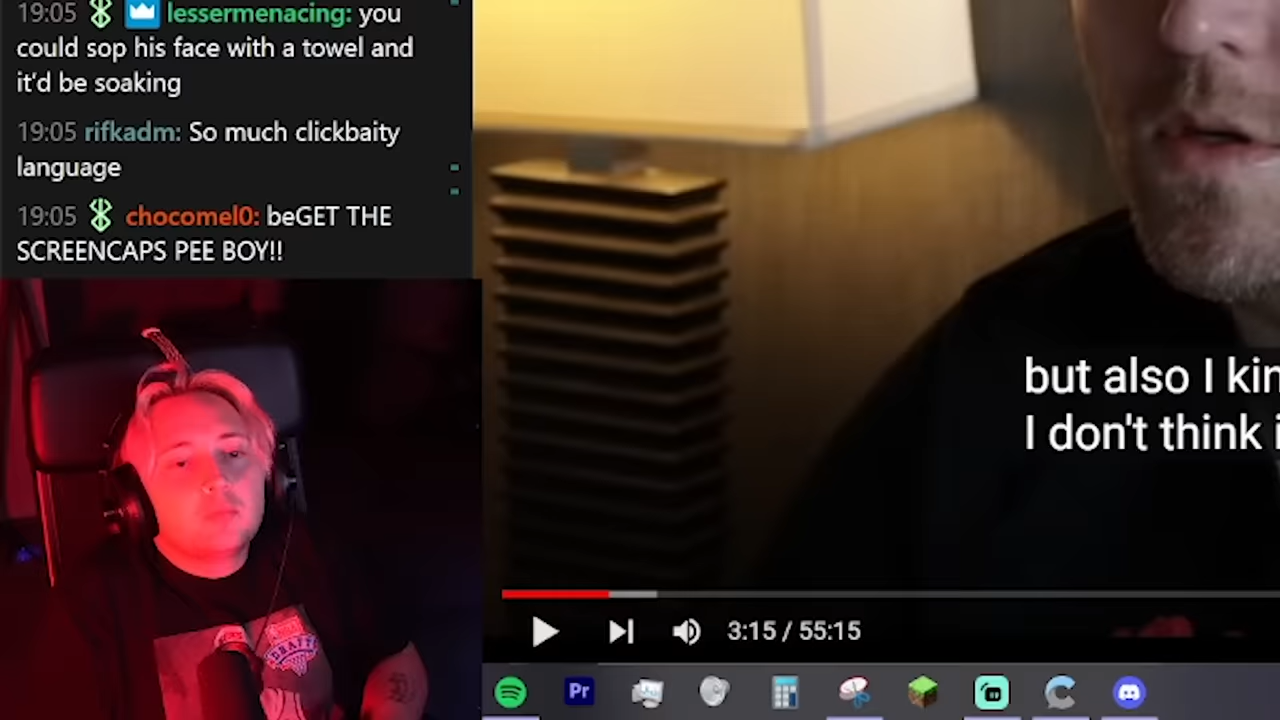 19:05 lessermenacing: you
could sop his face with a towel and
it'd be soaking
19:05 rifkadm: So much clickbaity
language
19:05 chocomel0: beGET THE
SCREENCAPS PEE BOY!!
but also I kin
I don't think i
3:15 / 55:15
Pr
DRAFT